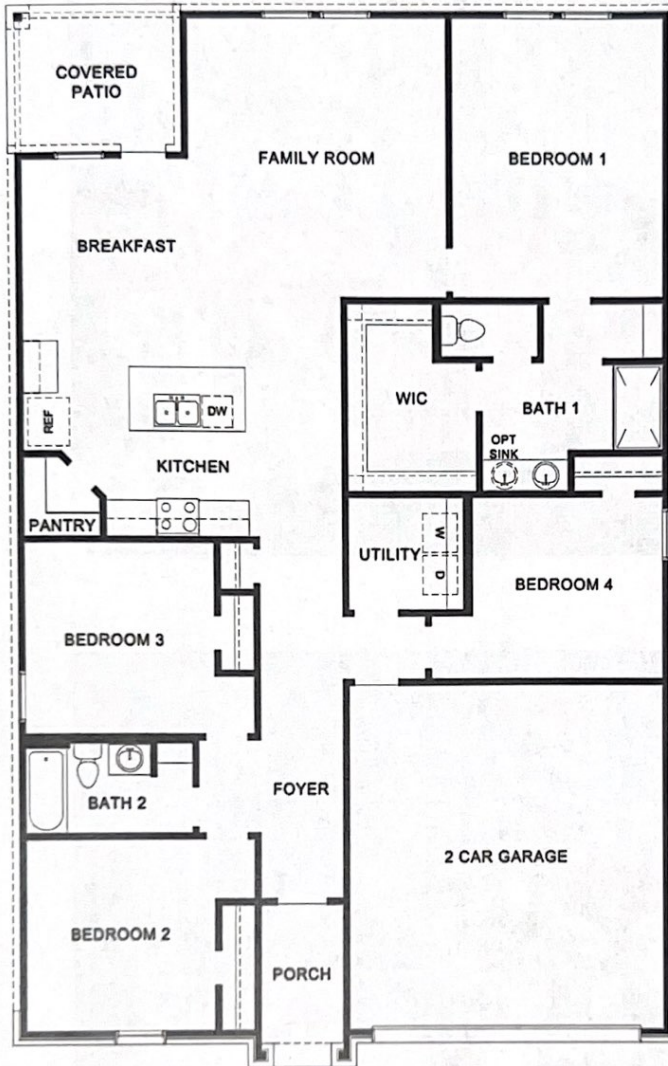 COVERED
PATIO
FAMILY ROOM
BEDROOM 1
BREAKFAST
REF
DW
WIC
BATH 1
OPT
SINK
KITCHEN
PANTRY
UTILITY
W
D
BEDROOM 4
BEDROOM 3
BATH 2
FOYER
2 CAR GARAGE
BEDROOM 2
PORCH